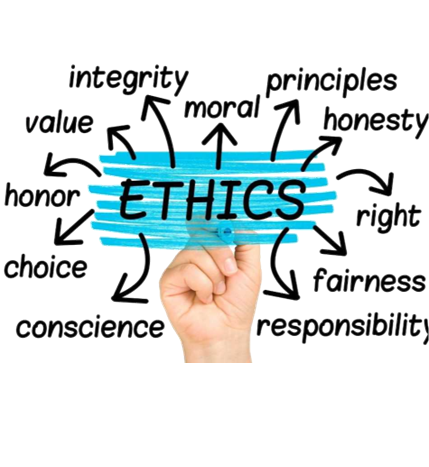 integrity
principles
value
moral
honesty
honor
ETHICS
right
choice
fairness
conscience
responsibility